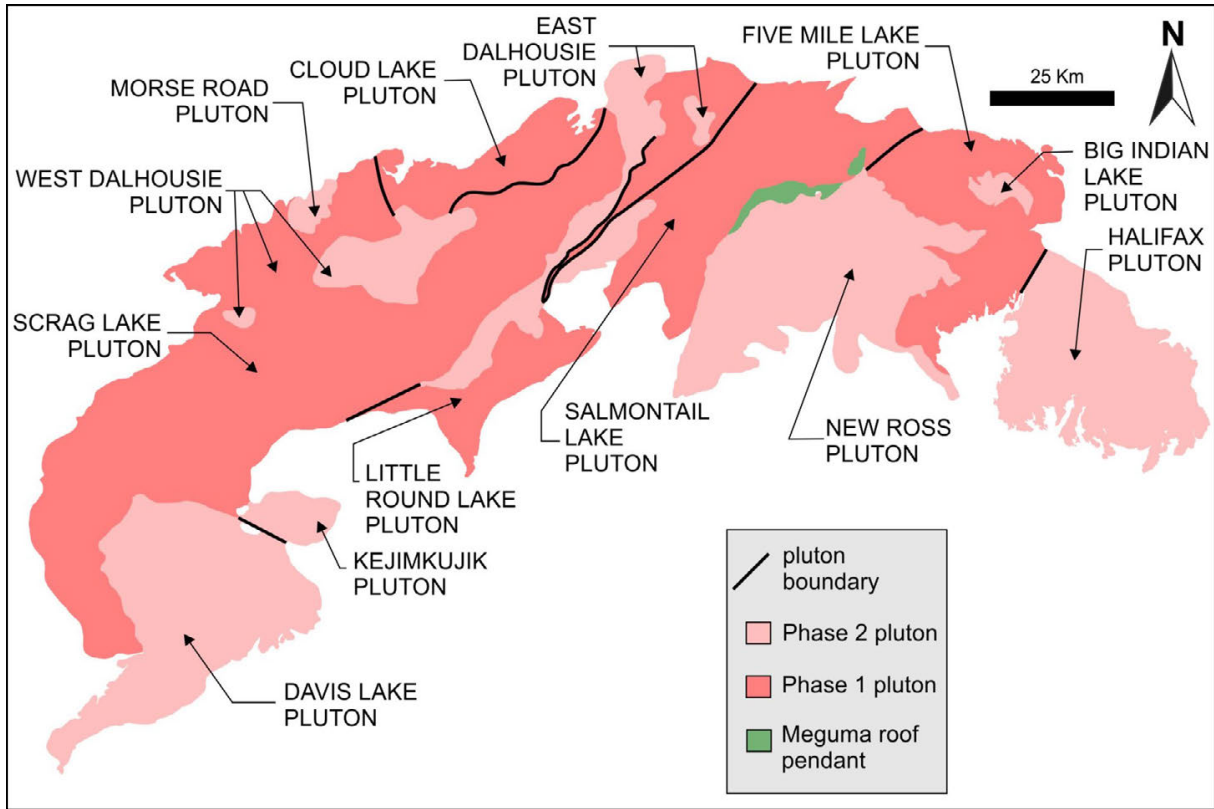 EAST
DALHOUSIE
PLUTON
FIVE MILE LAKE
PLUTON
N
25 Km
CLOUD LAKE
PLUTON
MORSE ROAD
PLUTON
BIG INDIAN
LAKE
PLUTON
WEST DALHOUSIE
PLUTON
HALIFAX
PLUTON
SCRAG LAKE
PLUTON
SALMONTAIL
LAKE
PLUTON
NEW ROSS
PLUTON
LITTLE
ROUND LAKE
PLUTON
KEJIMKUJIK
PLUTON
DAVIS LAKE
PLUTON
pluton
boundary
Phase 2 pluton
Phase 1 pluton
Meguma roof
pendant